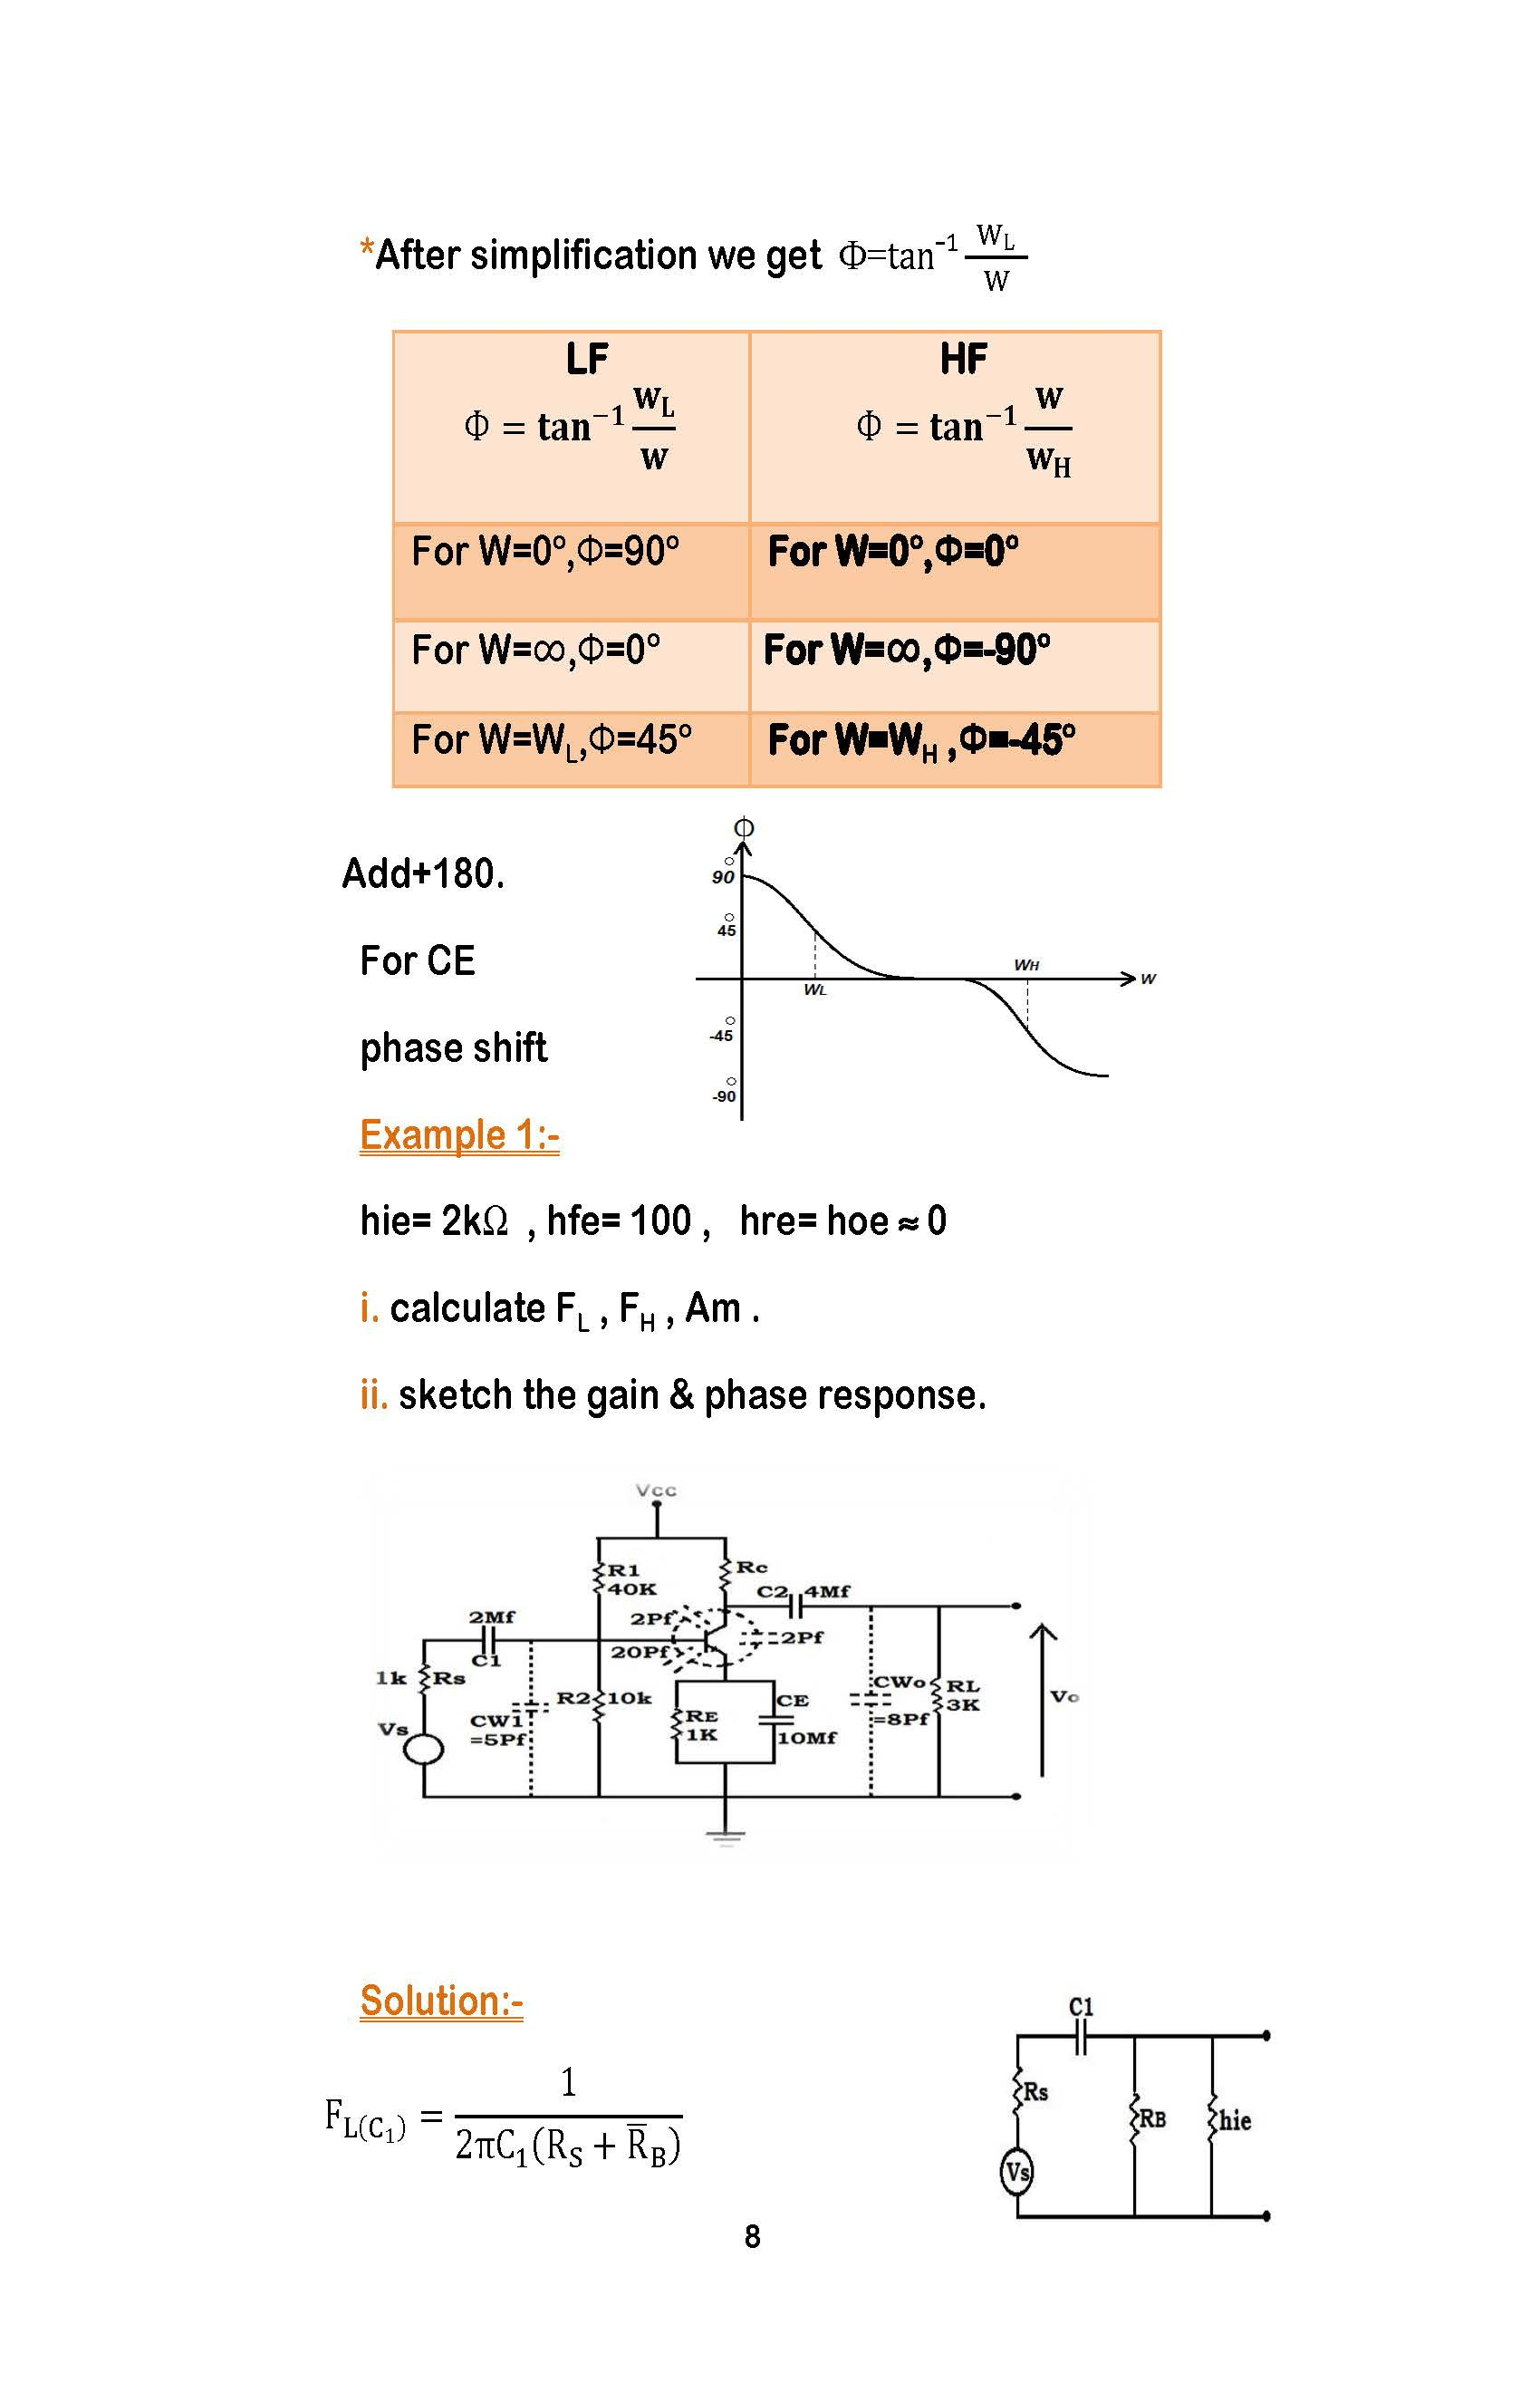 *After simplification we get Φ=tan⁻¹ W_L/W
LF
Φ = tan⁻¹ w_L/w
HF
Φ = tan⁻¹ w/w_H
For W=0°,Φ=90°
For W=0°,Φ=0°
For W=∞,Φ=0°
For W=∞,Φ=-90°
For W=W_L,Φ=45°
For W=W_H ,Φ=-45°
Add+180.
For CE
phase shift
Φ
90°
45°
-45°
-90°
WL
WH
w
Example 1:-
hie= 2kΩ , hfe= 100 , hre= hoe ≈ 0
i. calculate F_L , F_H , Am .
ii. sketch the gain & phase response.
Vcc
R1
40K
Rc
C2 4Mf
2Mf
C1
2Pf
2Pf
20Pf
1k Rs
R2 10k
CW1
=5Pf
Vs
RE
1K
CE
10Mf
CWo
=8Pf
RL
3K
Vo
Solution:-
F_L(C₁) = 1/2πC₁(R_S + R̅_B)
C1
Rs
RB
hie
Vs
8